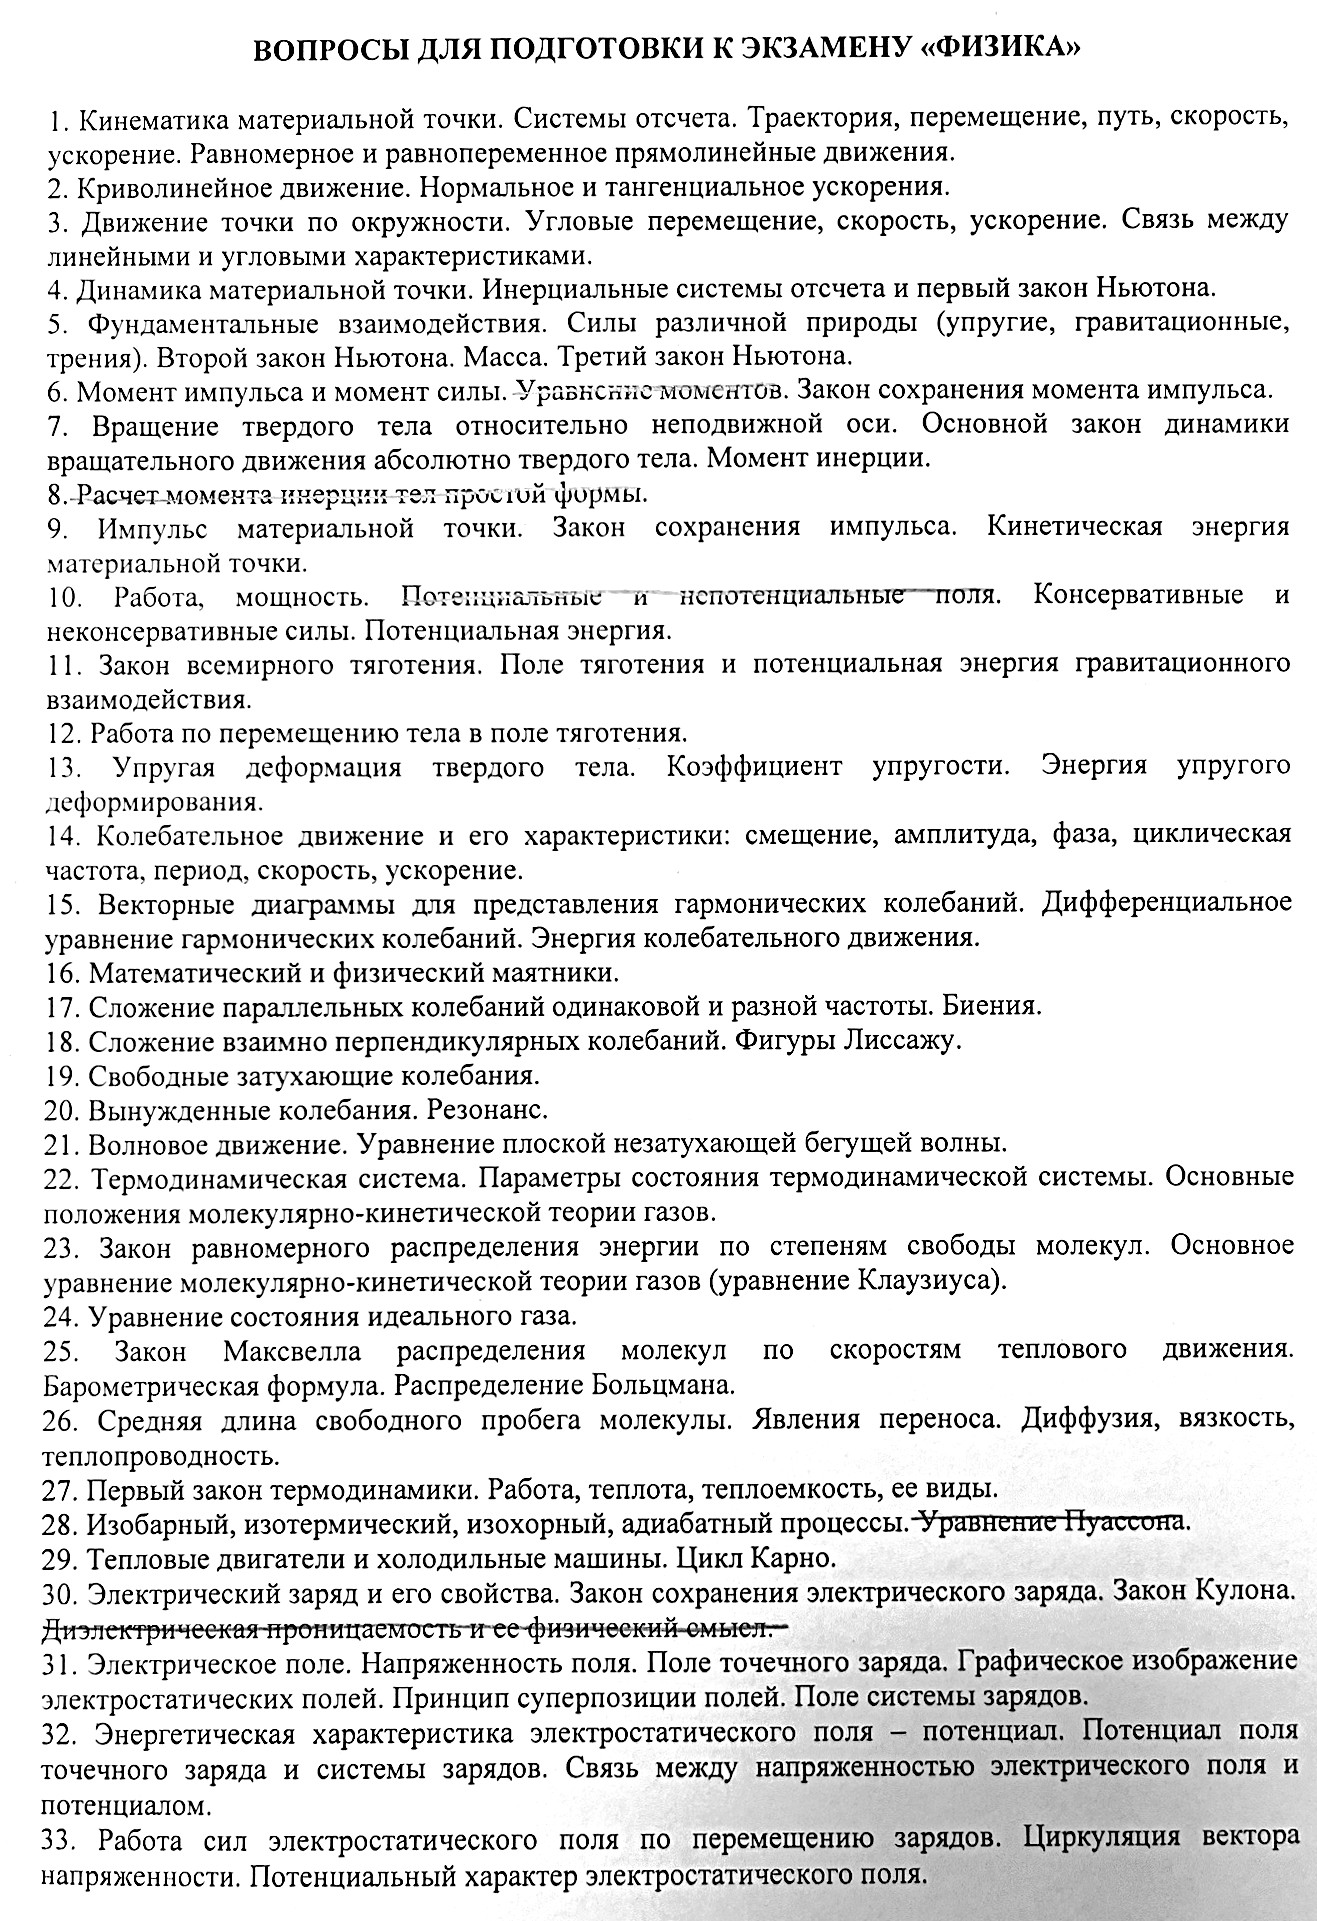 ВОПРОСЫ ДЛЯ ПОДГОТОВКИ К ЭКЗАМЕНУ «ФИЗИКА»
1. Кинематика материальной точки. Системы отсчета. Траектория, перемещение, путь, скорость,
ускорение. Равномерное и равнопеременное прямолинейные движения.
2. Криволинейное движение. Нормальное и тангенциальное ускорения.
3. Движение точки по окружности. Угловые перемещение, скорость, ускорение. Связь между
линейными и угловыми характеристиками.
4. Динамика материальной точки. Инерциальные системы отсчета и первый закон Ньютона.
5. Фундаментальные взаимодействия. Силы различной природы (упругие, гравитационные,
трения). Второй закон Ньютона. Масса. Третий закон Ньютона.
6. Момент импульса и момент силы. Уравнение моментов. Закон сохранения момента импульса.
7. Вращение твердого тела относительно неподвижной оси. Основной закон динамики
вращательного движения абсолютно твердого тела. Момент инерции.
8. Расчет момента инерции тел простой формы.
9. Импульс материальной точки. Закон сохранения импульса. Кинетическая энергия
материальной точки.
10. Работа, мощность. Потенциальные и непотенциальные поля. Консервативные и
неконсервативные силы. Потенциальная энергия.
11. Закон всемирного тяготения. Поле тяготения и потенциальная энергия гравитационного
взаимодействия.
12. Работа по перемещению тела в поле тяготения.
13. Упругая деформация твердого тела. Коэффициент упругости. Энергия упругого
деформирования.
14. Колебательное движение и его характеристики: смещение, амплитуда, фаза, циклическая
частота, период, скорость, ускорение.
15. Векторные диаграммы для представления гармонических колебаний. Дифференциальное
уравнение гармонических колебаний. Энергия колебательного движения.
16. Математический и физический маятники.
17. Сложение параллельных колебаний одинаковой и разной частоты. Биения.
18. Сложение взаимно перпендикулярных колебаний. Фигуры Лиссажу.
19. Свободные затухающие колебания.
20. Вынужденные колебания. Резонанс.
21. Волновое движение. Уравнение плоской незатухающей бегущей волны.
22. Термодинамическая система. Параметры состояния термодинамической системы. Основные
положения молекулярно-кинетической теории газов.
23. Закон равномерного распределения энергии по степеням свободы молекул. Основное
уравнение молекулярно-кинетической теории газов (уравнение Клаузиуса).
24. Уравнение состояния идеального газа.
25. Закон Максвелла распределения молекул по скоростям теплового движения.
Барометрическая формула. Распределение Больцмана.
26. Средняя длина свободного пробега молекулы. Явления переноса. Диффузия, вязкость,
теплопроводность.
27. Первый закон термодинамики. Работа, теплота, теплоемкость, ее виды.
28. Изобарный, изотермический, изохорный, адиабатный процессы. Уравнение Пуассона.
29. Тепловые двигатели и холодильные машины. Цикл Карно.
30. Электрический заряд и его свойства. Закон сохранения электрического заряда. Закон Кулона.
Диэлектрическая проницаемость и ее физический смысл.
31. Электрическое поле. Напряженность поля. Поле точечного заряда. Графическое изображение
электростатических полей. Принцип суперпозиции полей. Поле системы зарядов.
32. Энергетическая характеристика электростатического поля – потенциал. Потенциал поля
точечного заряда и системы зарядов. Связь между напряженностью электрического поля и
потенциалом.
33. Работа сил электростатического поля по перемещению зарядов. Циркуляция вектора
напряженности. Потенциальный характер электростатического поля.